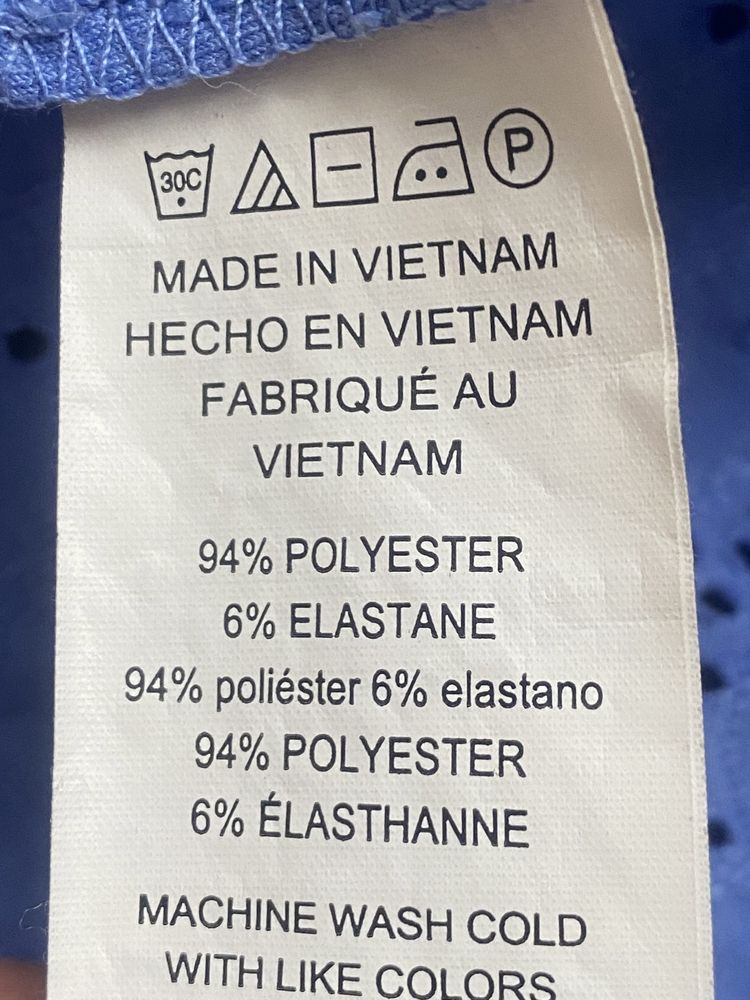 30C
P
MADE IN VIETNAM
HECHO EN VIETNAM
FABRIQUÉ AU
VIETNAM
94% POLYESTER
6% ELASTANE
94% poliéster 6% elastano
94% POLYESTER
6% ÉLASTHANNE
MACHINE WASH COLD
WITH LIKE COLORS